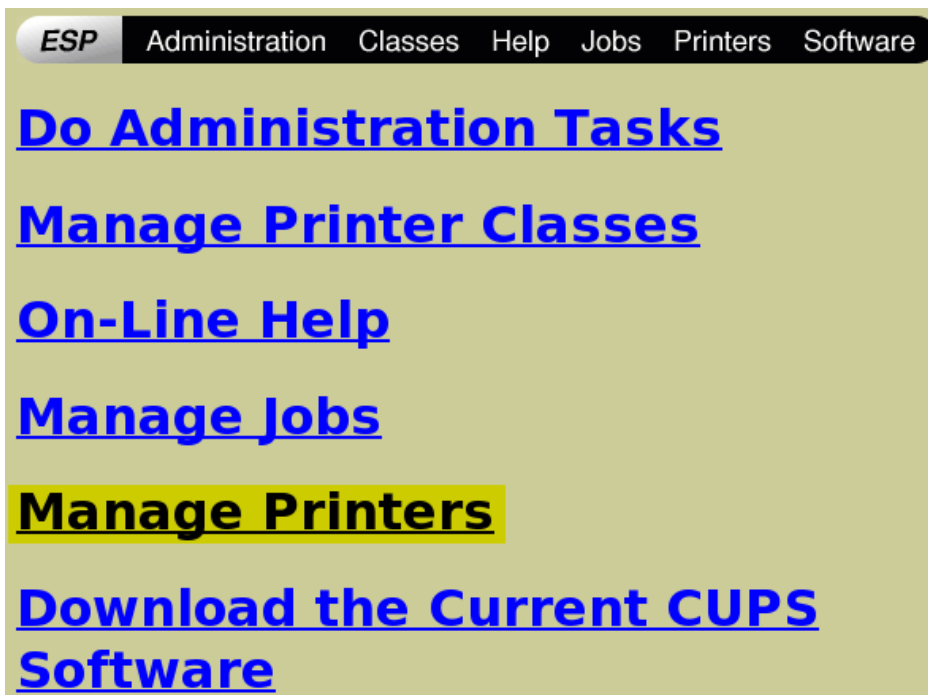 ESP Administration Classes Help Jobs Printers Software
Do Administration Tasks
Manage Printer Classes
On-Line Help
Manage Jobs
Manage Printers
Download the Current CUPS
Software